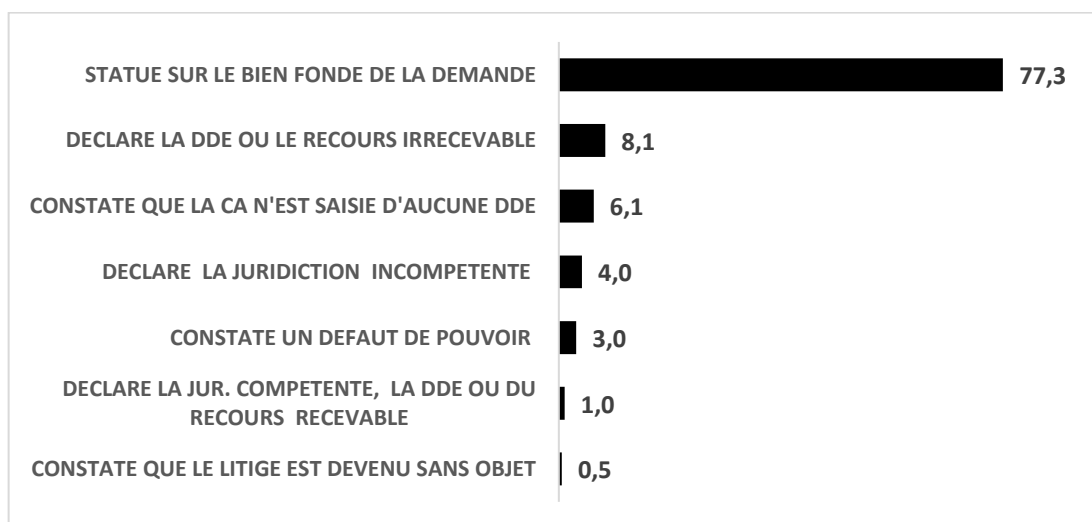 STATUE SUR LE BIEN FONDE DE LA DEMANDE 77,3
DECLARE LA DDE OU LE RECOURS IRRECEVABLE 8,1
CONSTATE QUE LA CA N'EST SAISIE D'AUCUNE DDE 6,1
DECLARE LA JURIDICTION INCOMPETENTE 4,0
CONSTATE UN DEFAUT DE POUVOIR 3,0
DECLARE LA JUR. COMPETENTE, LA DDE OU DU
RECOURS RECEVABLE 1,0
CONSTATE QUE LE LITIGE EST DEVENU SANS OBJET 0,5